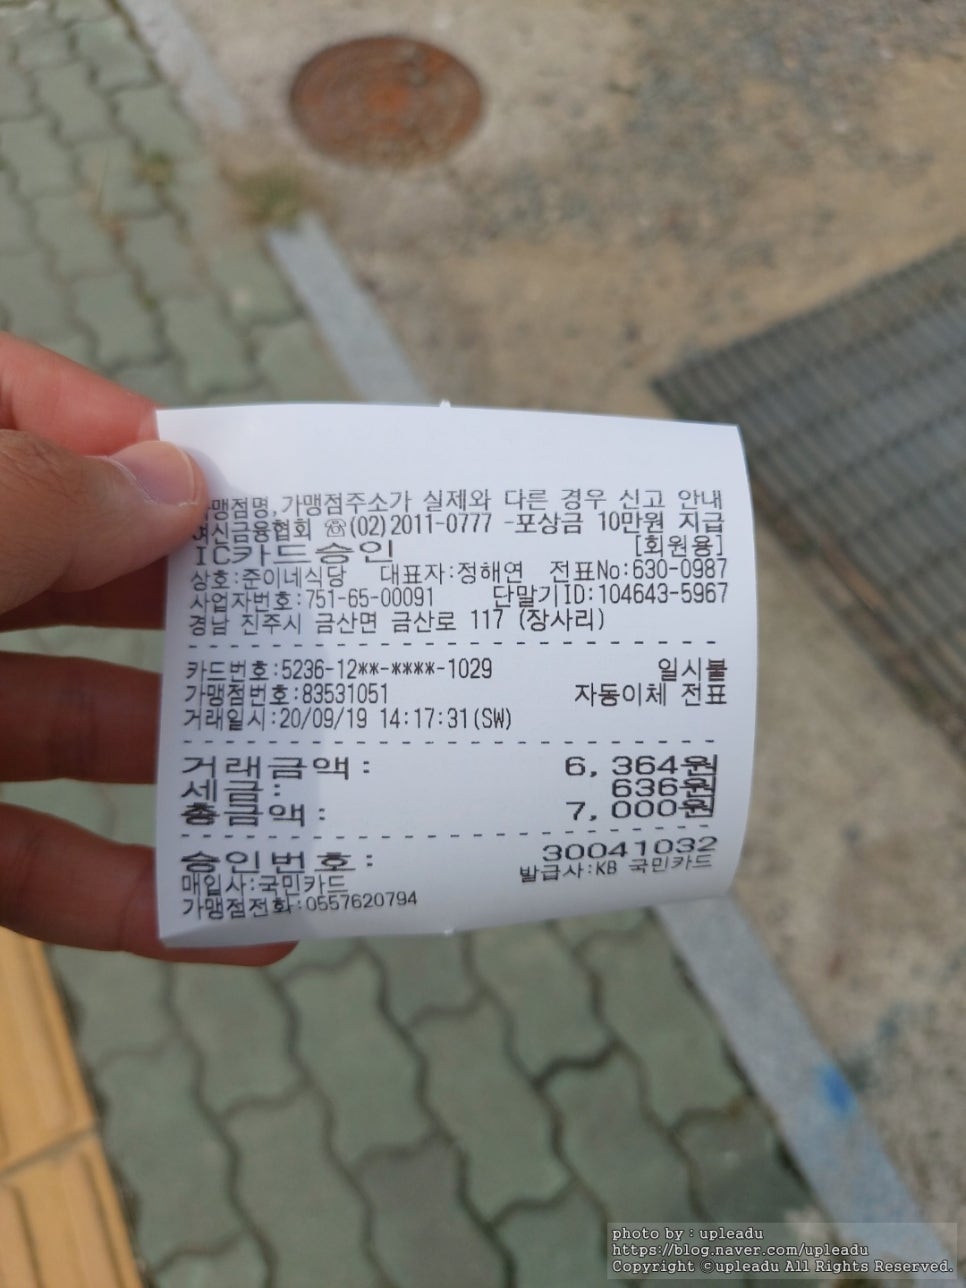 가맹점명,가맹점주소가 실제와 다른 경우 신고 안내
여신금융협회 ☏(02)2011-0777 -포상금 10만원 지급
IC카드승인 [회원용]
상호:준이네식당 대표자:정해연 전표No:630-0987
사업자번호:751-65-00091 단말기ID:104643-5967
경남 진주시 금산면 금산로 117 (장사리)
카드번호:5236-12**-****-1029 일시불
가맹점번호:83531051 자동이체 전표
거래일시:20/09/19 14:17:31(SW)
거래금액: 6,364원
세금: 636원
총금액: 7,000원
승인번호: 30041032
매입사:국민카드 발급사:KB 국민카드
가맹점전화:0557620794
photo by : upleadu
https://blog.naver.com/upleadu
Copyright ©upleadu All Rights Reserved.